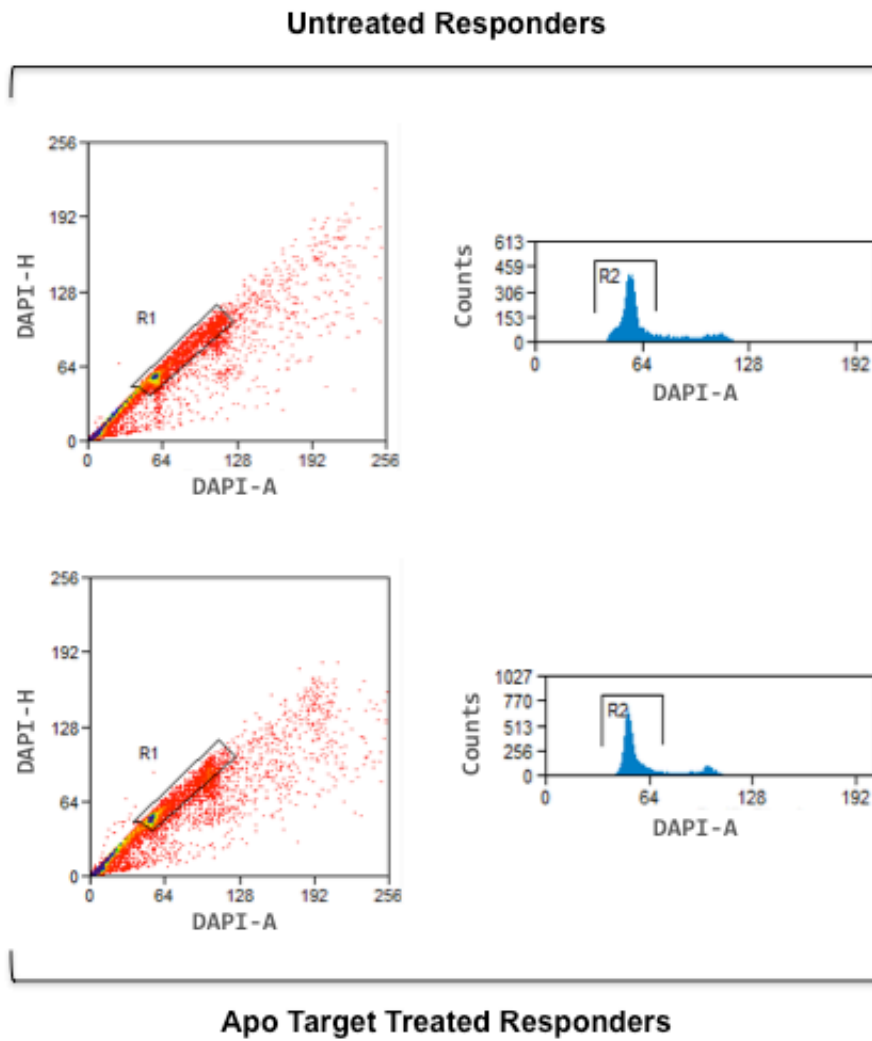 Untreated Responders
256
192
128
64
0
DAPI-H
R1
0 64 128 192 256
DAPI-A
613
459
306
153
0
Counts
R2
0 64 128 192
DAPI-A
256
192
128
64
0
DAPI-H
R1
0 64 128 192 256
DAPI-A
1027
770
513
256
0
Counts
R2
0 64 128 192
DAPI-A
Apo Target Treated Responders